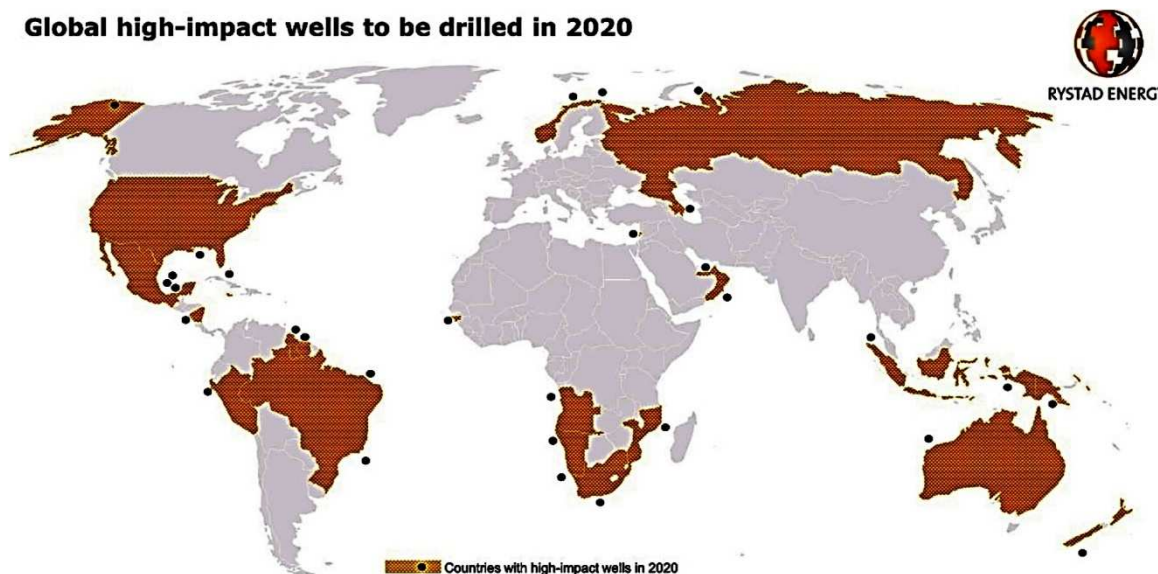 Global high-impact wells to be drilled in 2020
RYSTAD ENERG
Countries with high-impact wells in 2020